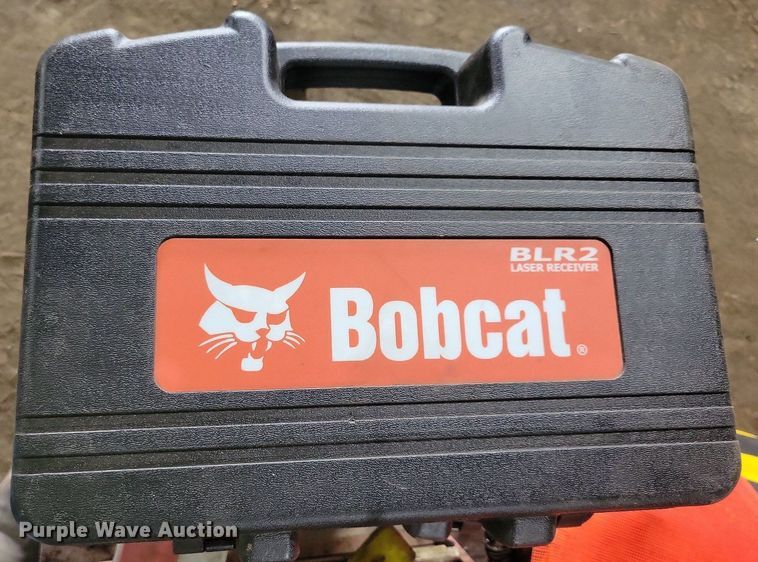 BLR2
LASER RECEIVER
Bobcat®
Purple Wave Auction